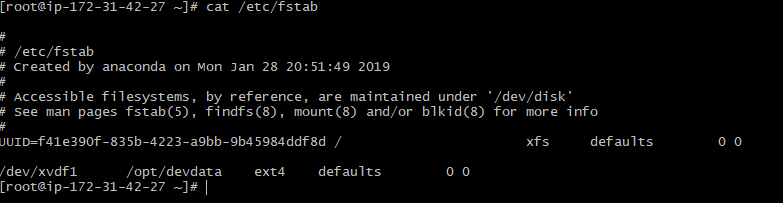 [root@ip-172-31-42-27 ~]# cat /etc/fstab
#
# /etc/fstab
# Created by anaconda on Mon Jan 28 20:51:49 2019
#
# Accessible filesystems, by reference, are maintained under '/dev/disk'
# See man pages fstab(5), findfs(8), mount(8) and/or blkid(8) for more info
#
UUID=f41e390f-835b-4223-a9bb-9b45984ddf8d / xfs defaults 0 0
/dev/xvdf1 /opt/devdata ext4 defaults 0 0
[root@ip-172-31-42-27 ~]#